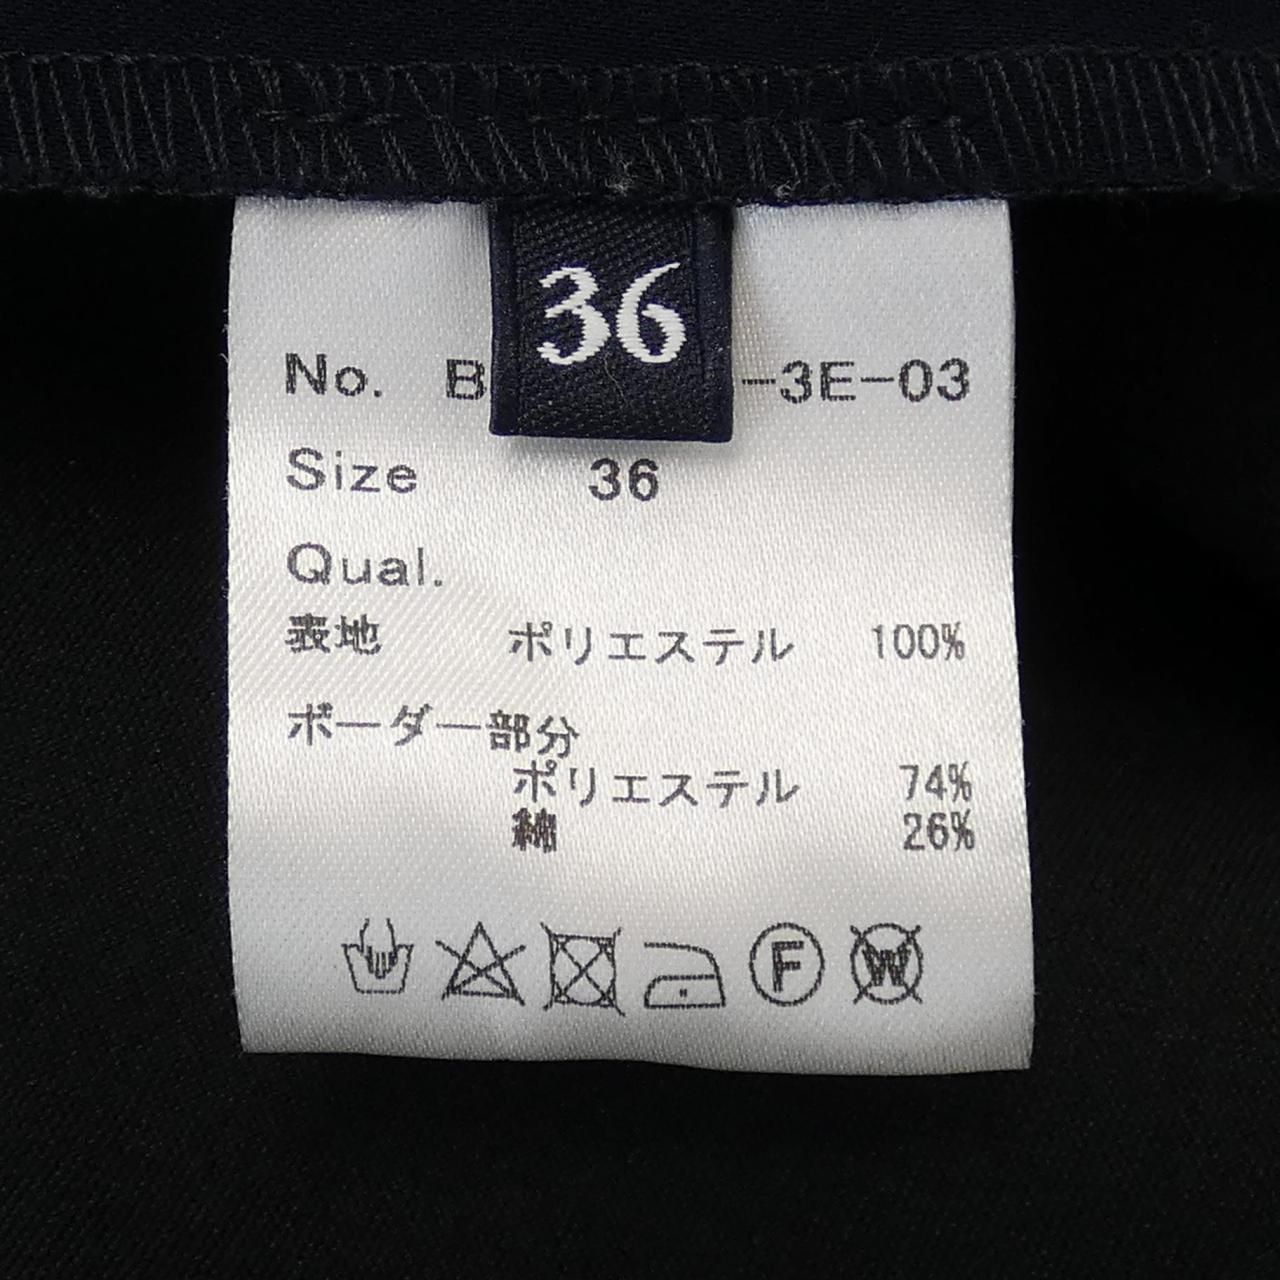 36
No. B -3E-03
Size 36
Qual.
表地 ポリエステル 100%
ボーダー部分
ポリエステル 74%
綿 26%
F W